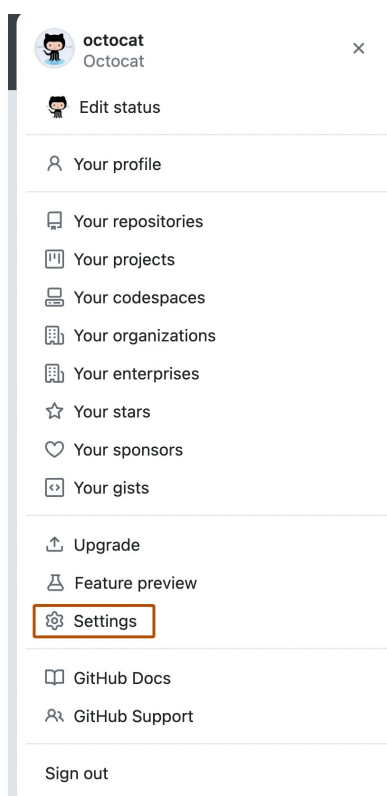 octocat
Octocat
Edit status
Your profile
Your repositories
Your projects
Your codespaces
Your organizations
Your enterprises
Your stars
Your sponsors
Your gists
Upgrade
Feature preview
Settings
GitHub Docs
GitHub Support
Sign out